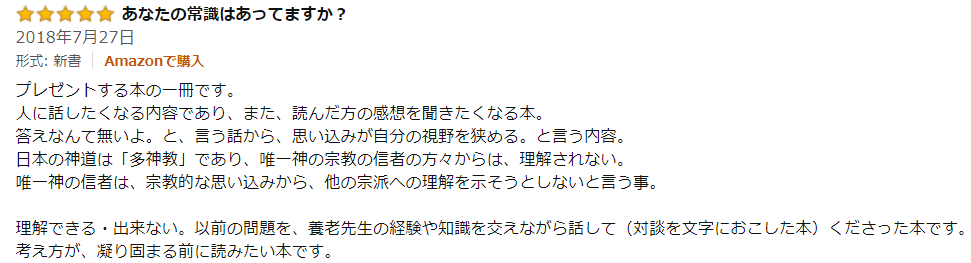 あなたの常識はあってますか？
2018年7月27日
形式: 新書 Amazonで購入
プレゼントする本の一冊です。
人に話したくなる内容であり、また、読んだ方の感想を聞きたくなる本。
答えなんて無いよ。と、言う話から、思い込みが自分の視野を狭める。と言う内容。
日本の神道は「多神教」であり、唯一神の宗教の信者の方々からは、理解されない。
唯一神の信者は、宗教的な思い込みから、他の宗派への理解を示そうとしないと言う事。
理解できる・出来ない。以前の問題を、養老先生の経験や知識を交えながら話して（対談を文字におこした本）くださった本です。
考え方が、凝り固まる前に読みたい本です。